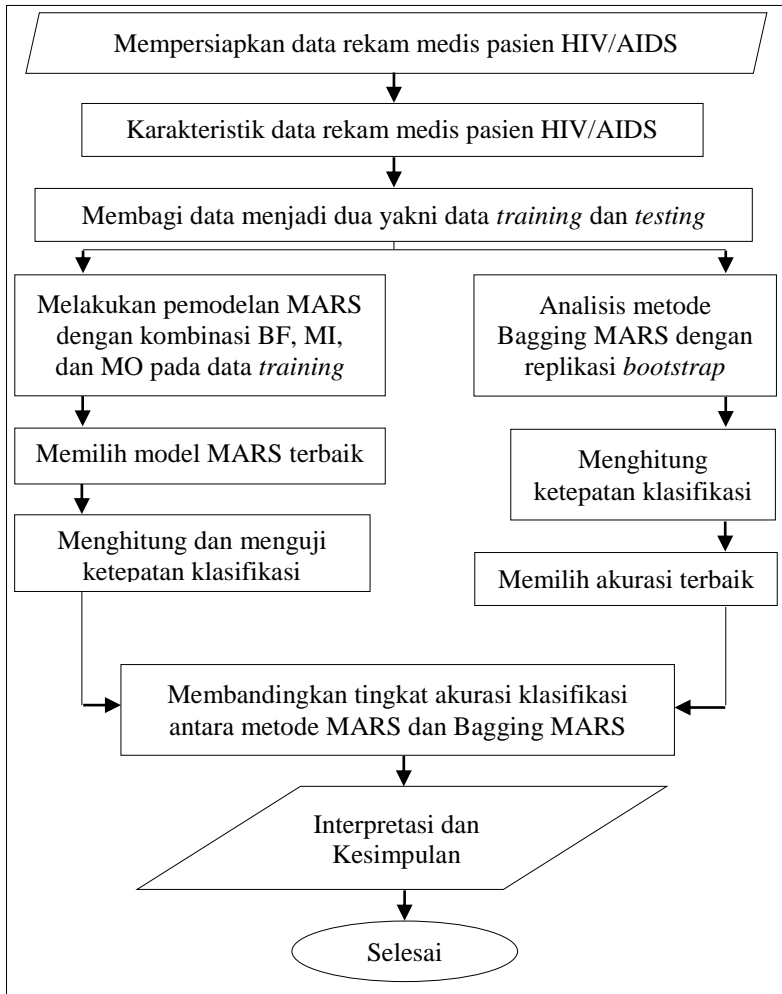 Mempersiapkan data rekam medis pasien HIV/AIDS
Karakteristik data rekam medis pasien HIV/AIDS
Membagi data menjadi dua yakni data training dan testing
Melakukan pemodelan MARS
dengan kombinasi BF, MI,
dan MO pada data training
Memilih model MARS terbaik
Menghitung dan menguji
ketepatan klasifikasi
Analisis metode
Bagging MARS dengan
replikasi bootstrap
Menghitung
ketepatan klasifikasi
Memilih akurasi terbaik
Membandingkan tingkat akurasi klasifikasi
antara metode MARS dan Bagging MARS
Interpretasi dan
Kesimpulan
Selesai